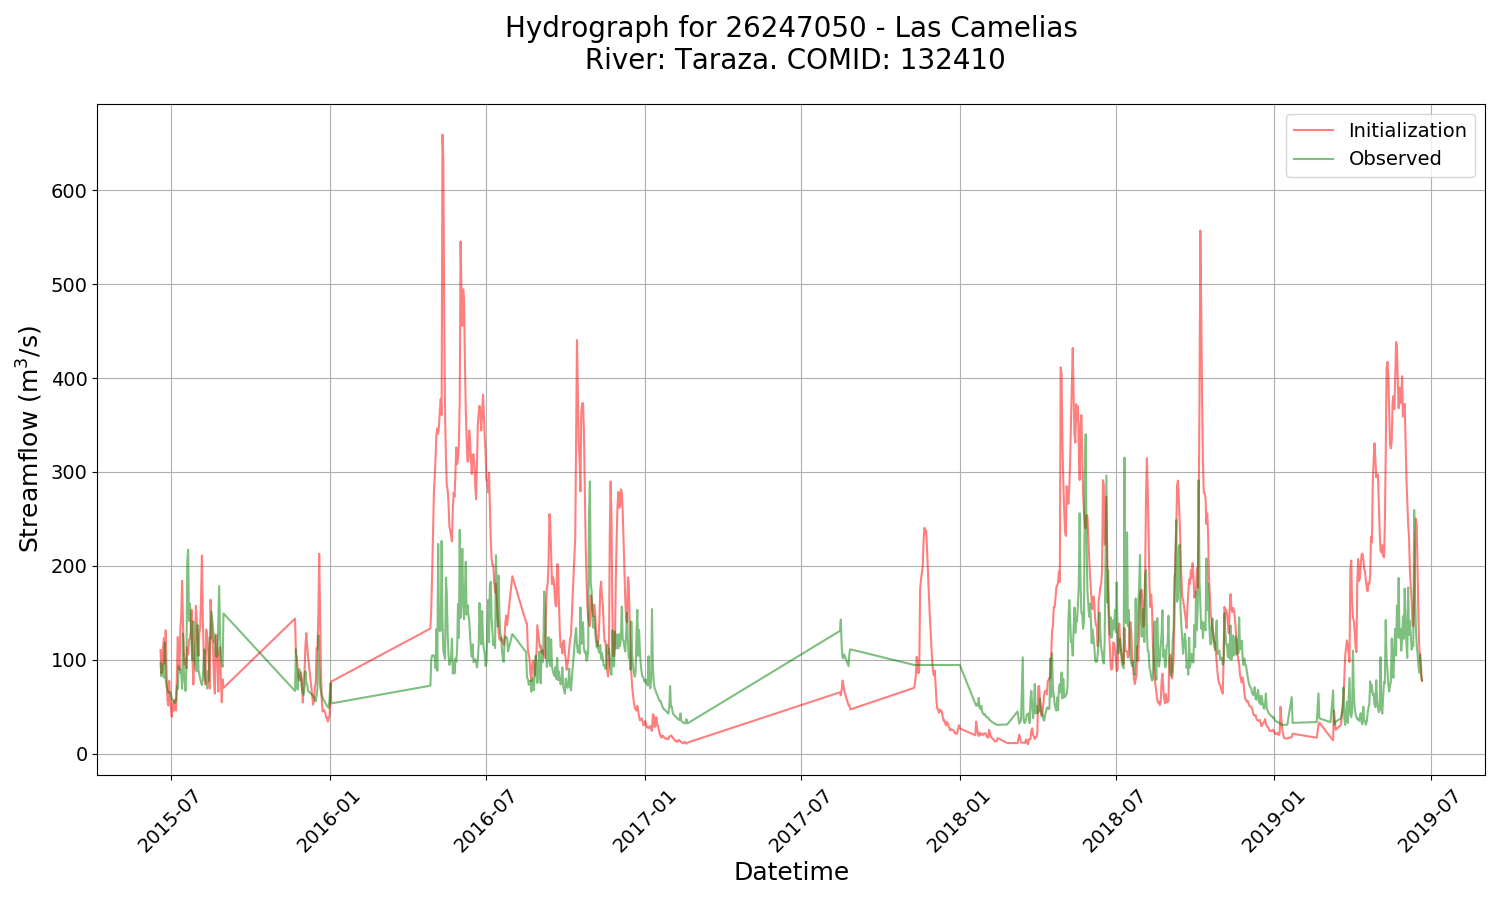 Hydrograph for 26247050 - Las Camelias
River: Taraza. COMID: 132410
Initialization
Observed
Streamflow (m³/s)
600
500
400
300
200
100
0
2015-07
2016-01
2016-07
2017-01
2017-07
2018-01
2018-07
2019-01
2019-07
Datetime